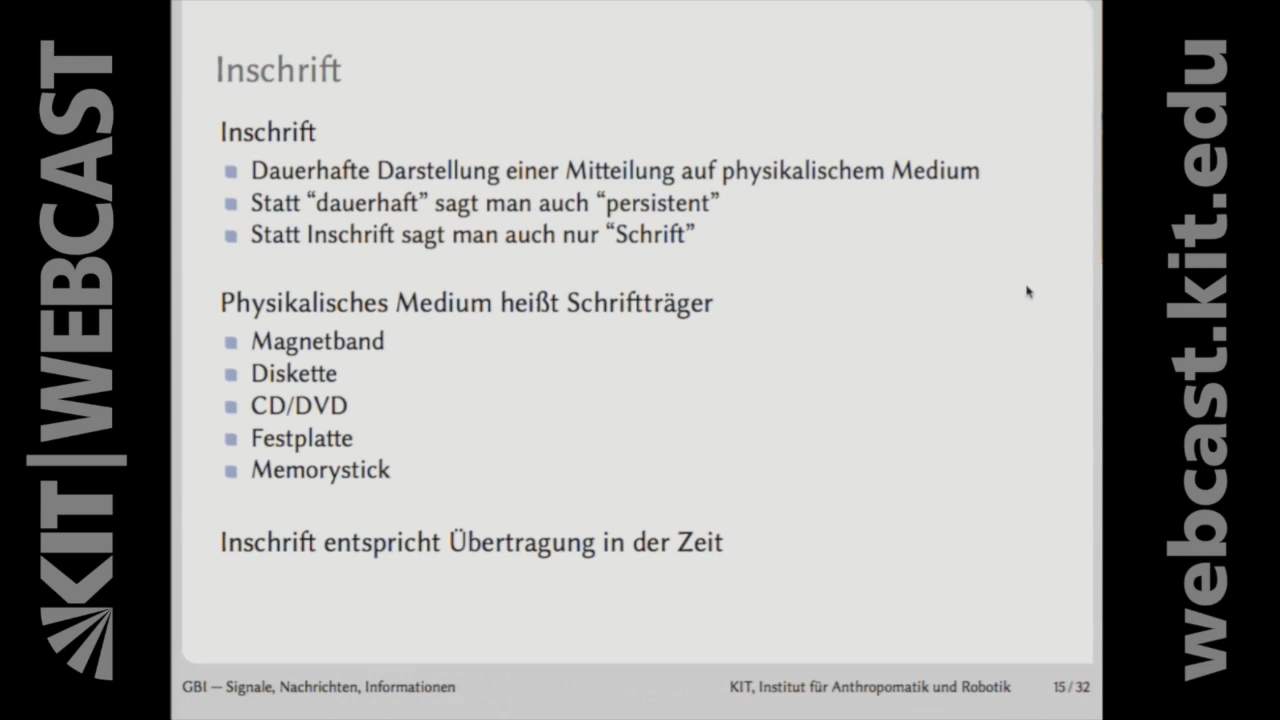 KIT | WEBCAST
Inschrift
Inschrift
Dauerhafte Darstellung einer Mitteilung auf physikalischem Medium
Statt “dauerhaft” sagt man auch “persistent”
Statt Inschrift sagt man auch nur “Schrift”
Physikalisches Medium heißt Schriftträger
Magnetband
Diskette
CD/DVD
Festplatte
Memorystick
Inschrift entspricht Übertragung in der Zeit
GBI — Signale, Nachrichten, Informationen
KIT, Institut für Anthropomatik und Robotik
15 / 32
webcast.kit.edu